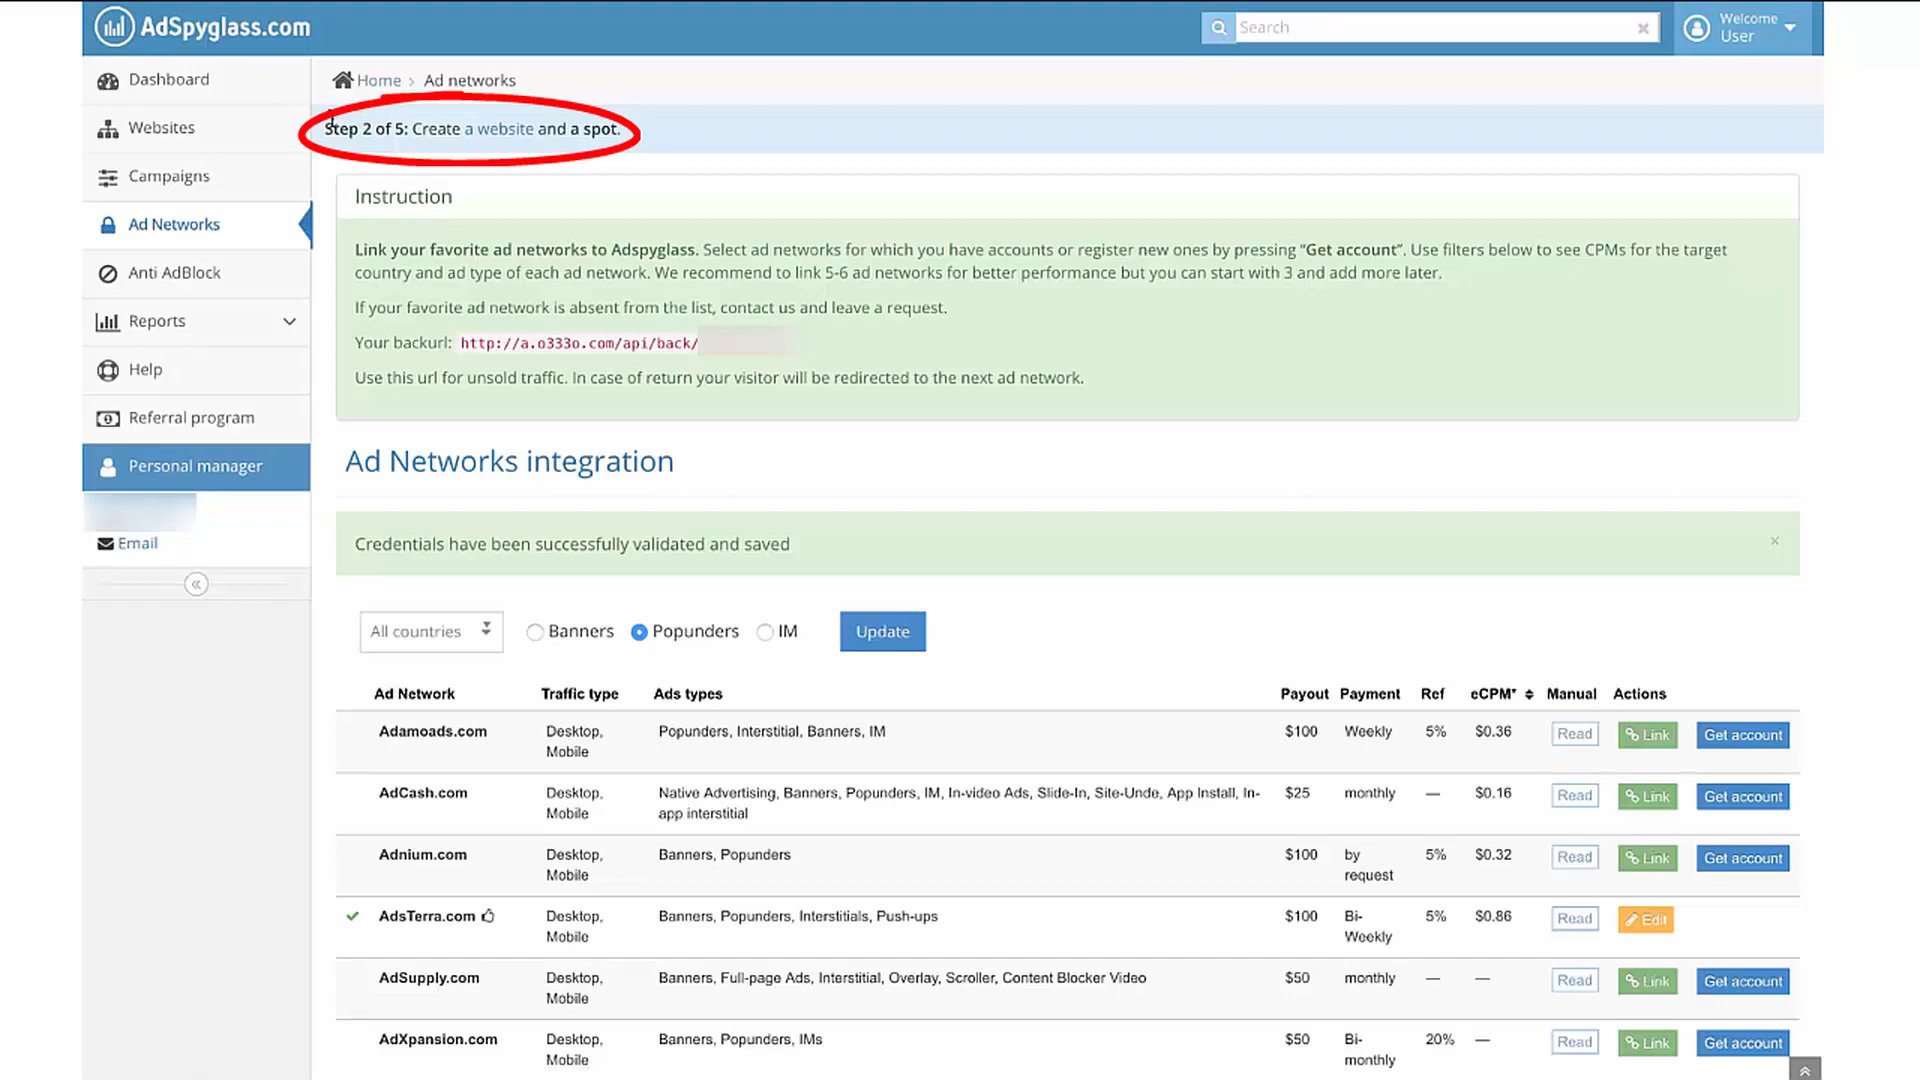 AdSpyglass.com
Search
Welcome
User
Dashboard
Websites
Campaigns
Ad Networks
Anti AdBlock
Reports
Help
Referral program
Personal manager
Email
Home › Ad networks
Step 2 of 5: Create a website and a spot.
Instruction
Link your favorite ad networks to Adspyglass. Select ad networks for which you have accounts or register new ones by pressing "Get account". Use filters below to see CPMs for the target
country and ad type of each ad network. We recommend to link 5-6 ad networks for better performance but you can start with 3 and add more later.
If your favorite ad network is absent from the list, contact us and leave a request.
Your backurl: http://a.o333o.com/api/back/
Use this url for unsold traffic. In case of return your visitor will be redirected to the next ad network.
Ad Networks integration
Credentials have been successfully validated and saved ×
All countries Banners Popunders IM Update
Ad Network Traffic type Ads types Payout Payment Ref eCPM* Manual Actions
Adamoads.com Desktop, Popunders, Interstitial, Banners, IM $100 Weekly 5% $0.36 Read Link Get account
Mobile
AdCash.com Desktop, Native Advertising, Banners, Popunders, IM, In-video Ads, Slide-In, Site-Unde, App Install, In- $25 monthly — $0.16 Read Link Get account
Mobile app interstitial
Adnium.com Desktop, Banners, Popunders $100 by 5% $0.32 Read Link Get account
Mobile request
AdsTerra.com Desktop, Banners, Popunders, Interstitials, Push-ups $100 Bi- 5% $0.86 Read Edit
Mobile Weekly
AdSupply.com Desktop, Banners, Full-page Ads, Interstitial, Overlay, Scroller, Content Blocker Video $50 monthly — — Read Link Get account
Mobile
AdXpansion.com Desktop, Banners, Popunders, IMs $50 Bi- 20% — Read Link Get account
Mobile monthly